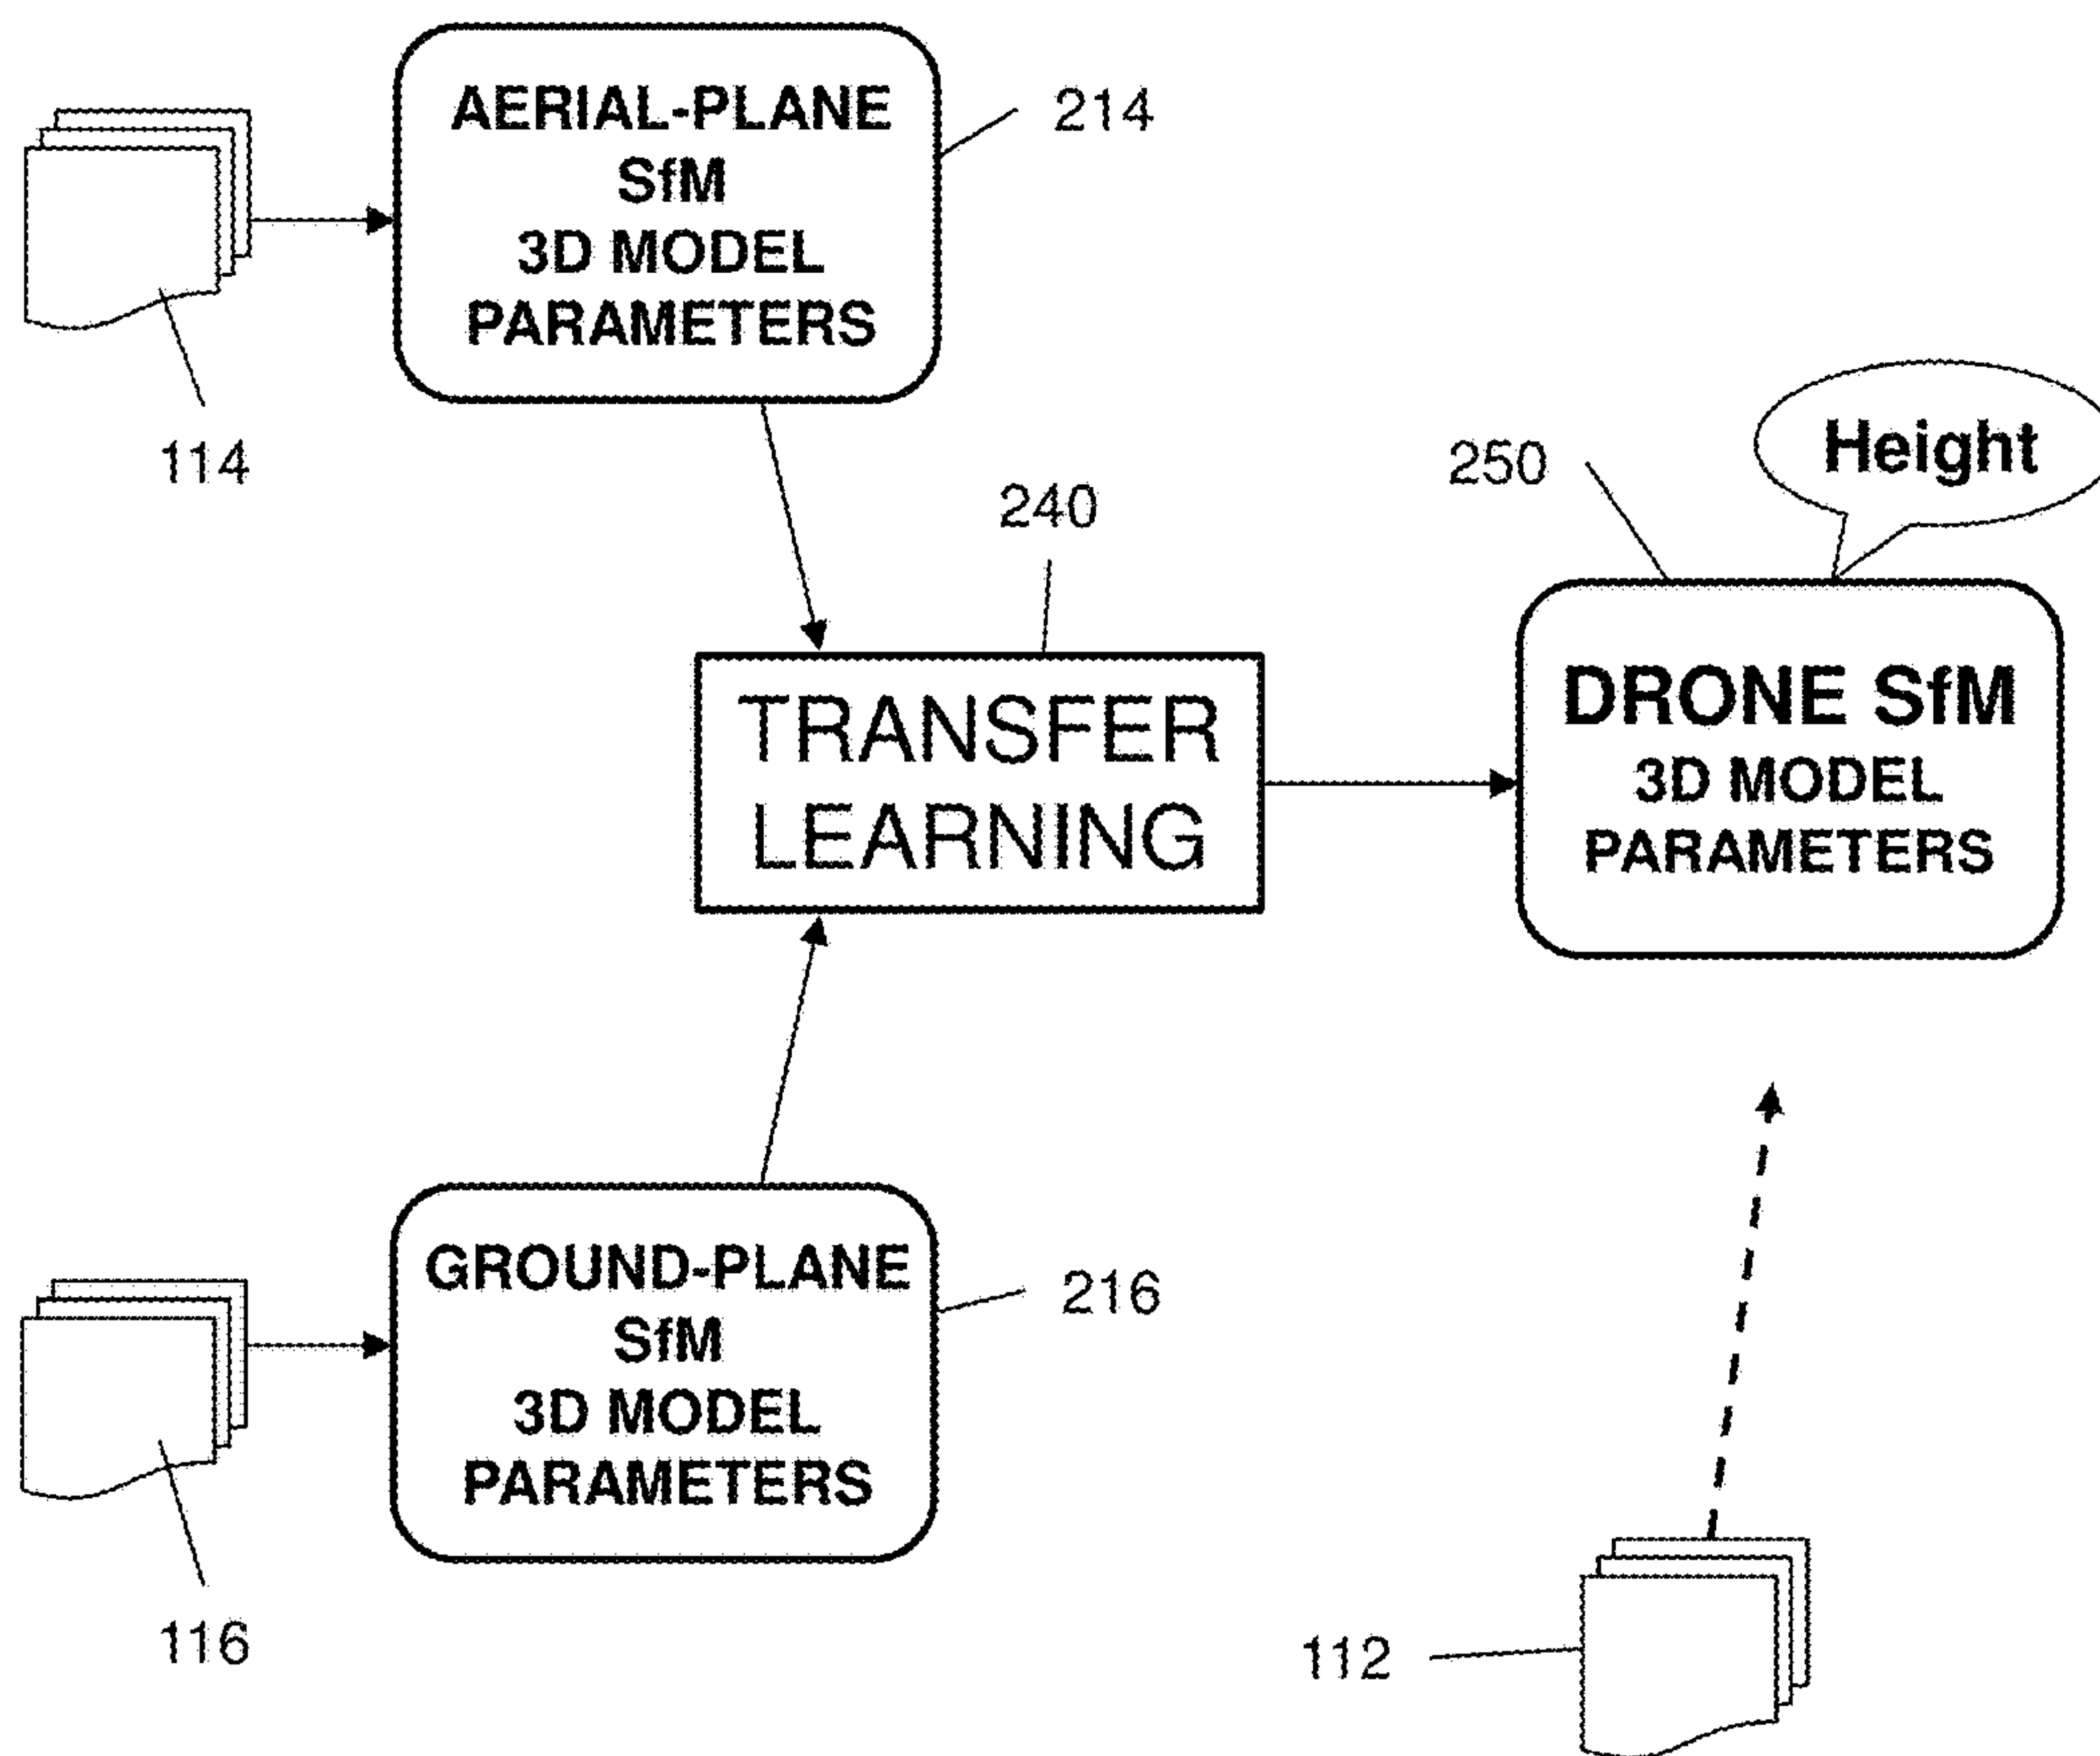 AERIAL-PLANE
SfM
3D MODEL
PARAMETERS
214
114
240
250
Height
TRANSFER
LEARNING
DRONE SfM
3D MODEL
PARAMETERS
GROUND-PLANE
SfM
3D MODEL
PARAMETERS
216
116
112